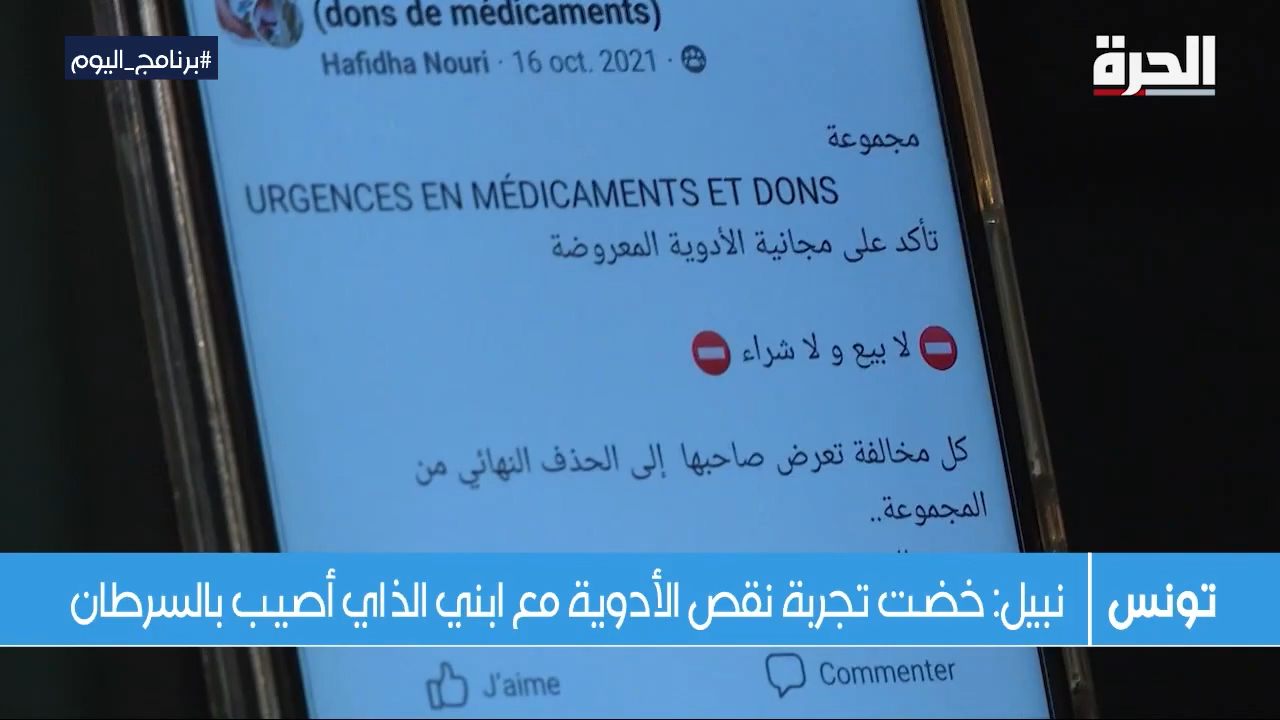 (dons de médicaments)
Hafidha Nouri · 16 oct. 2021 ·
#برنامج_اليوم
الحرة
مجموعة
URGENCES EN MÉDICAMENTS ET DONS
تأكد على مجانية الأدوية المعروضة
⛔ لا بيع و لا شراء ⛔
كل مخالفة تعرض صاحبها إلى الحذف النهائي من
المجموعة..
تونس
نبيل: خضت تجربة نقص الأدوية مع ابني الذاي أصيب بالسرطان
J'aime
Commenter